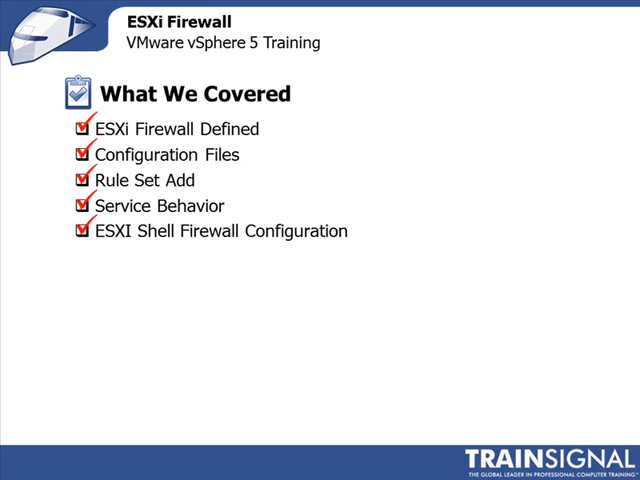 ESXi Firewall
VMware vSphere 5 Training
What We Covered
ESXi Firewall Defined
Configuration Files
Rule Set Add
Service Behavior
ESXI Shell Firewall Configuration
TRAINSIGNAL
THE GLOBAL LEADER IN PROFESSIONAL COMPUTER TRAINING™